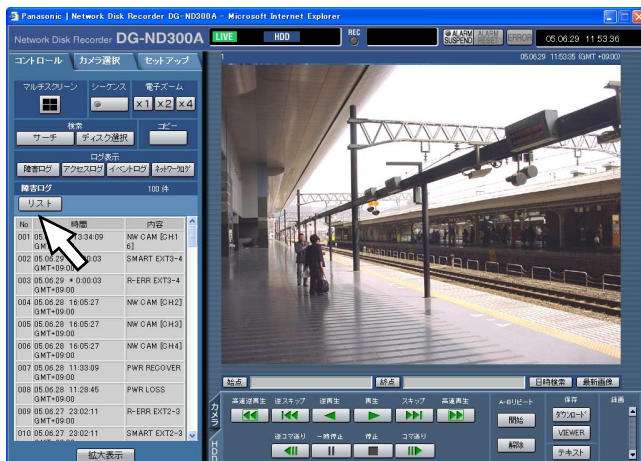 Panasonic | Network Disk Recorder DG-ND300A - Microsoft Internet Explorer
Network Disk Recorder DG-ND300A
LIVE
HDD
REC
ALARM SUSPEND
ALARM RESET
ERROR
05.06.29 11:53:36
コントロール カメラ選択 セットアップ
1
05.06.29 11:53:35 (GMT +09:00)
マルチスクリーン シーケンス 電子ズーム
x1 x2 x4
検索 コピー
サーチ ディスク選択
ログ表示
障害ログ アクセスログ イベントログ ネットワークログ
障害ログ 100 件
リスト
No 時間 内容
001 05. 3:34:09 NW CAM [CH1
GM 6]
002 05.06.29 :00:03 SMART EXT3-4
GMT+09:00
003 05.06.29 * 0:00:03 R-ERR EXT3-4
GMT+09:00
004 05.06.28 16:05:27 NW CAM [CH2]
GMT+09:00
005 05.06.28 16:05:27 NW CAM [CH3]
GMT+09:00
006 05.06.28 16:05:27 NW CAM [CH4]
GMT+09:00
007 05.06.28 11:33:09 PWR RECOVER
GMT+09:00
008 05.06.28 11:28:45 PWR LOSS
GMT+09:00
009 05.06.27 23:02:11 R-ERR EXT2-3
GMT+09:00
010 05.06.27 23:02:11 SMART EXT2-3
拡大表示
始点 終点 日時検索 最新画像
カメラ
HDD
高速逆再生 逆スキップ 逆再生 再生 スキップ 高速再生
逆コマ送り 一時停止 停止 コマ送り
A-Bリピート
開始
解除
保存
ダウンロード
VIEWER
テキスト
録画